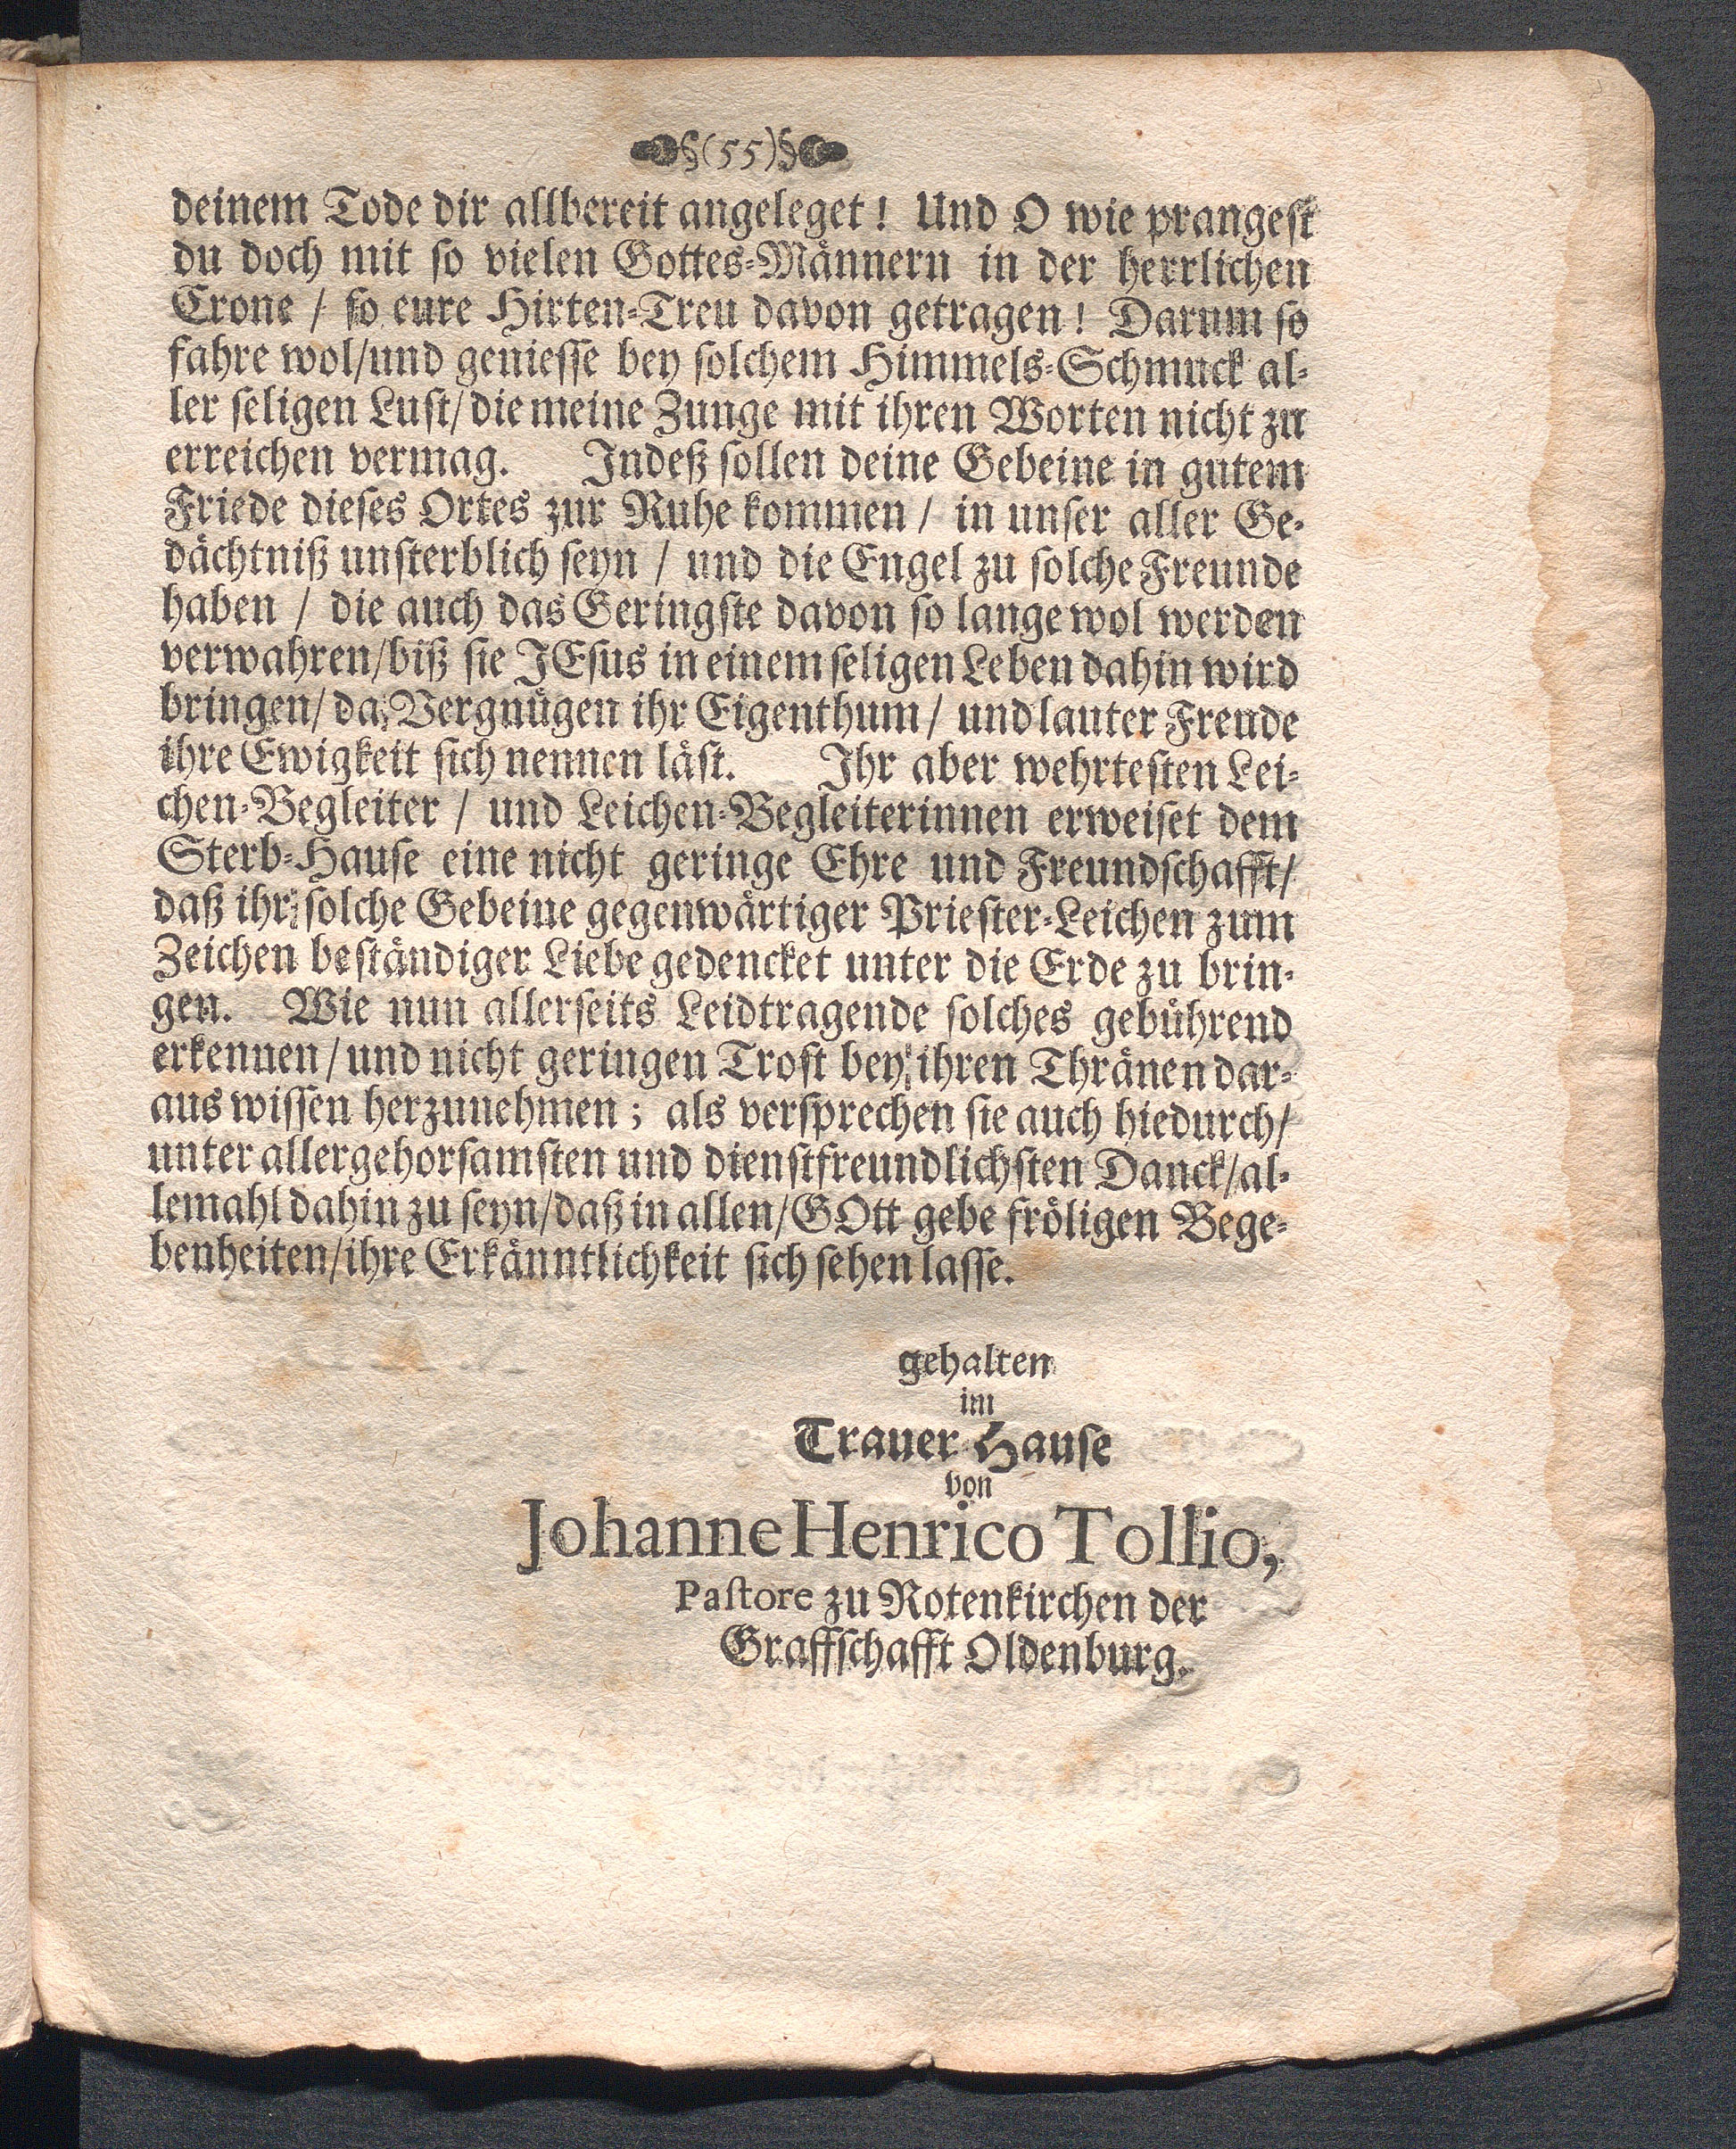 §(55)§
deinem Tode dir allbereit angeleget! Und O wie prangest
du doch mit so vielen Gottes-Männern in der herrlichen
Crone / so eure Hirten-Treu davon getragen! Darum so
fahre wol/und geniesse bey solchem Himmels-Schmuck al-
ler seligen Lust/die meine Zunge mit ihren Worten nicht zu
erreichen vermag. Indeß sollen deine Gebeine in gutem
Friede dieses Ortes zur Ruhe kommen / in unser aller Ge-
dächtniß unsterblich seyn / und die Engel zu solche Freunde
haben / die auch das Geringste davon so lange wol werden
verwahren/biß sie JEsus in einem seligen Leben dahin wird
bringen/ da Vergnügen ihr Eigenthum/ und lauter Freude
ihre Ewigkeit sich nennen läst. Ihr aber wehrtesten Lei-
chen-Begleiter / und Leichen-Begleiterinnen erweiset dem
Sterb-Hause eine nicht geringe Ehre und Freundschafft/
daß ihr solche Gebeine gegenwärtiger Priester-Leichen zum
Zeichen beständiger Liebe gedencket unter die Erde zu brin-
gen. Wie nun allerseits Leidtragende solches gebührend
erkennen/und nicht geringen Trost bey ihren Thränen dar-
aus wissen herzunehmen; als versprechen sie auch hiedurch/
unter allergehorsamsten und dienstfreundlichsten Danck/al-
lemahl dahin zu seyn/daß in allen/GOtt gebe fröligen Bege-
benheiten/ihre Erkänntlichkeit sich sehen lasse.
gehalten
im
Trauer-Hause
von
Johanne Henrico Tollio,
Pastore zu Rotenkirchen der
Graffschafft Oldenburg.